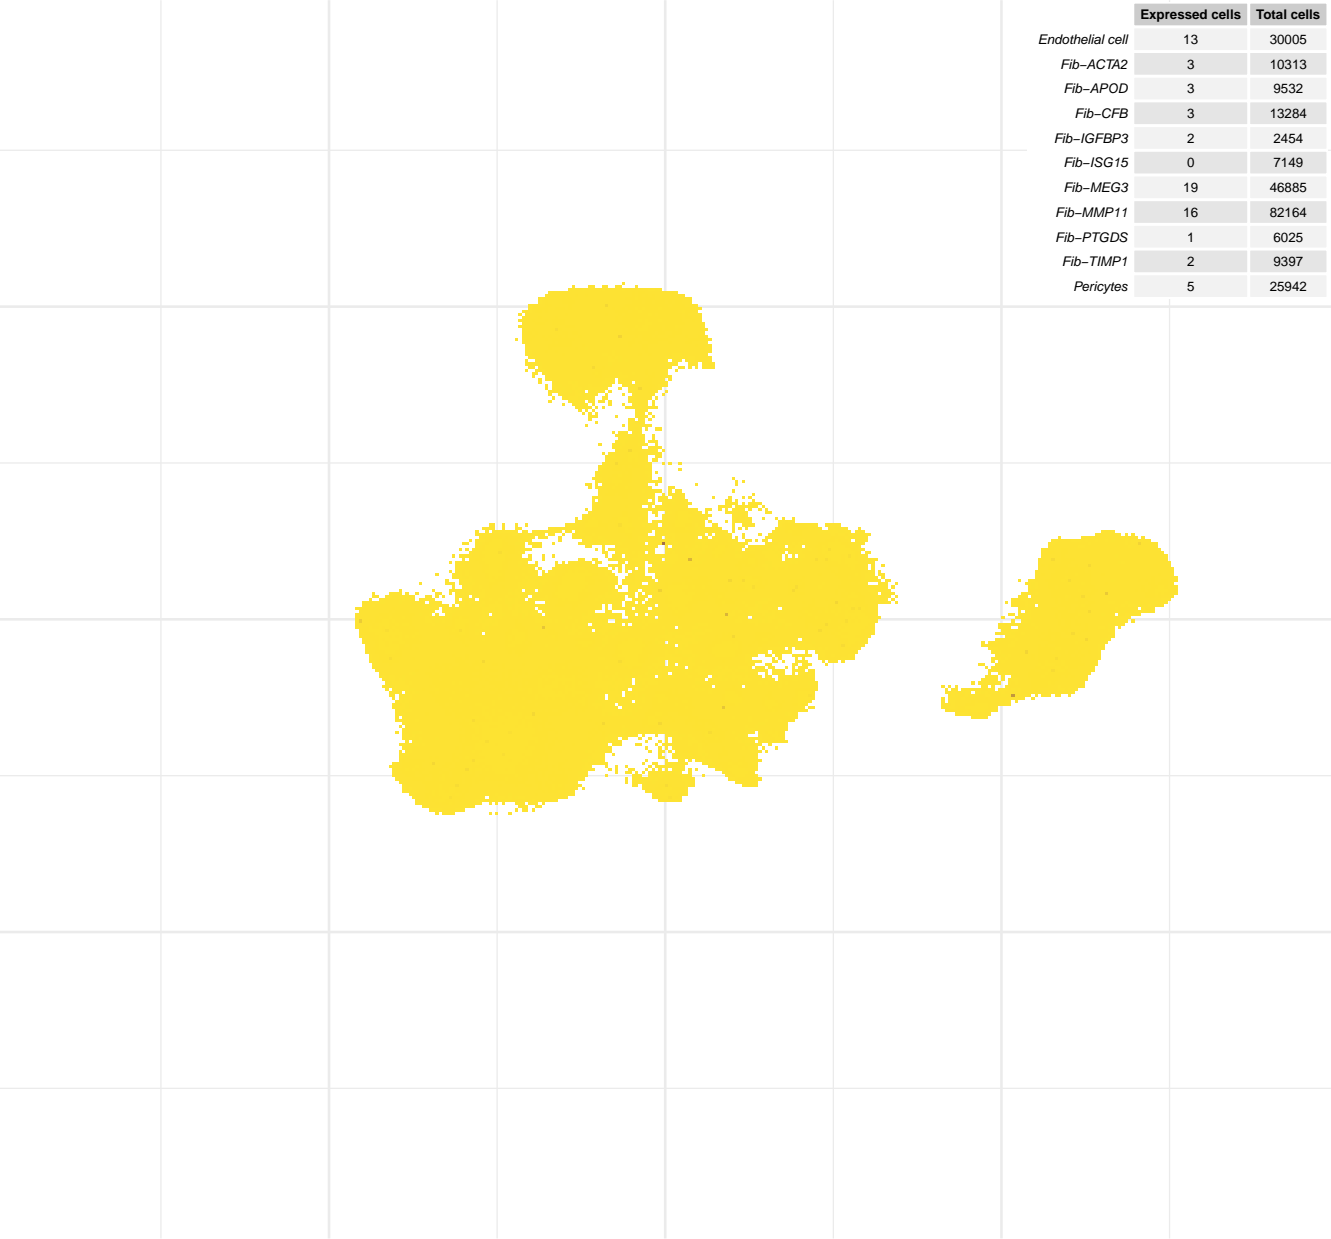 Expressed cells Total cells
Endothelial cell 13 30005
Fib−ACTA2 3 10313
Fib−APOD 3 9532
Fib−CFB 3 13284
Fib−IGFBP3 2 2454
Fib−ISG15 0 7149
Fib−MEG3 19 46885
Fib−MMP11 16 82164
Fib−PTGDS 1 6025
Fib−TIMP1 2 9397
Pericytes 5 25942